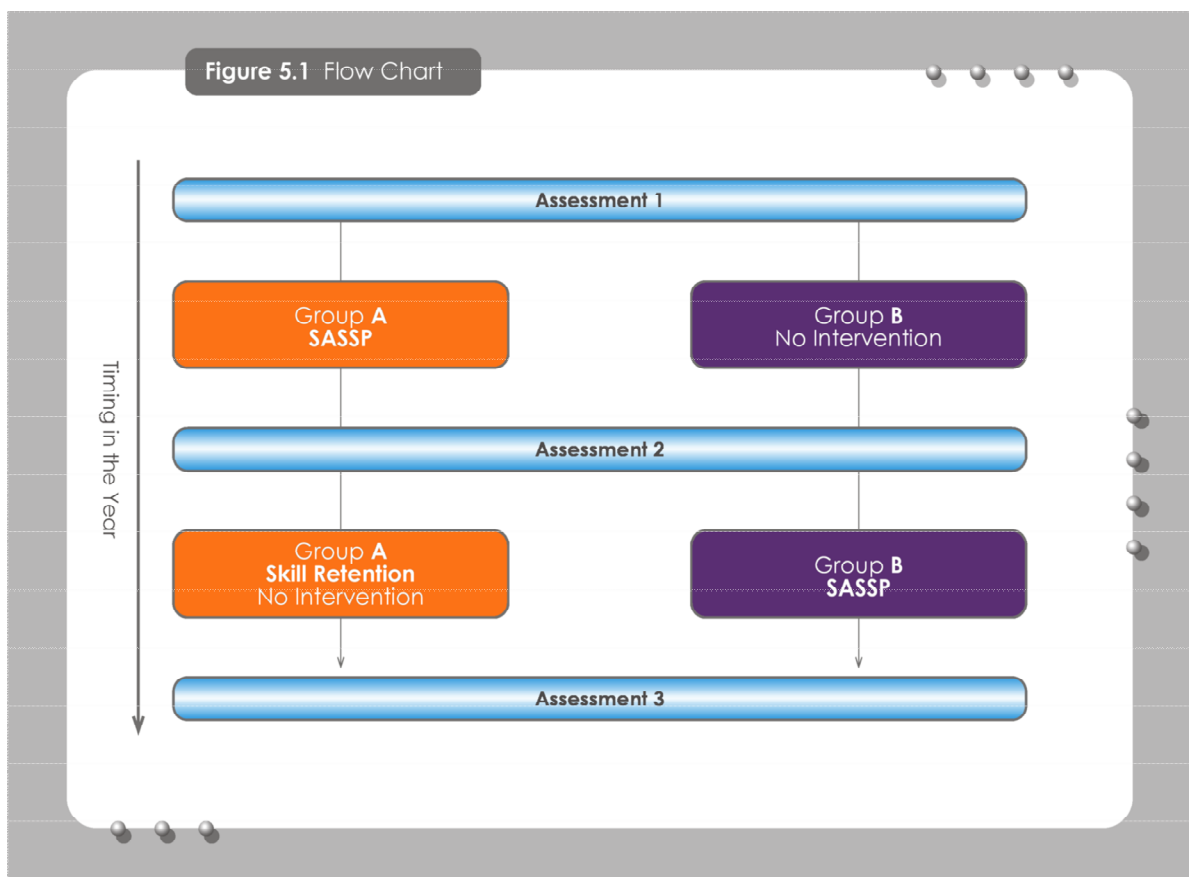 Figure 5.1 Flow Chart
Timing in the Year
Assessment 1
Group A
SASSP
Group B
No Intervention
Assessment 2
Group A
Skill Retention
No Intervention
Group B
SASSP
Assessment 3